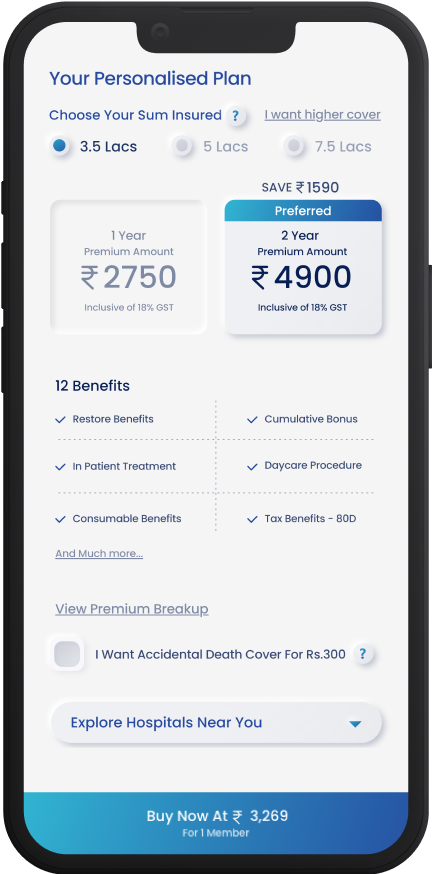 Your Personalised Plan
Choose Your Sum Insured ? I want higher cover
3.5 Lacs 5 Lacs 7.5 Lacs
SAVE ₹1590
Preferred
1 Year
Premium Amount
₹2750
Inclusive of 18% GST
2 Year
Premium Amount
₹4900
Inclusive of 18% GST
12 Benefits
Restore Benefits
Cumulative Bonus
In Patient Treatment
Daycare Procedure
Consumable Benefits
Tax Benefits - 80D
And Much more...
View Premium Breakup
I Want Accidental Death Cover For Rs.300 ?
Explore Hospitals Near You
Buy Now At ₹ 3,269
For 1 Member